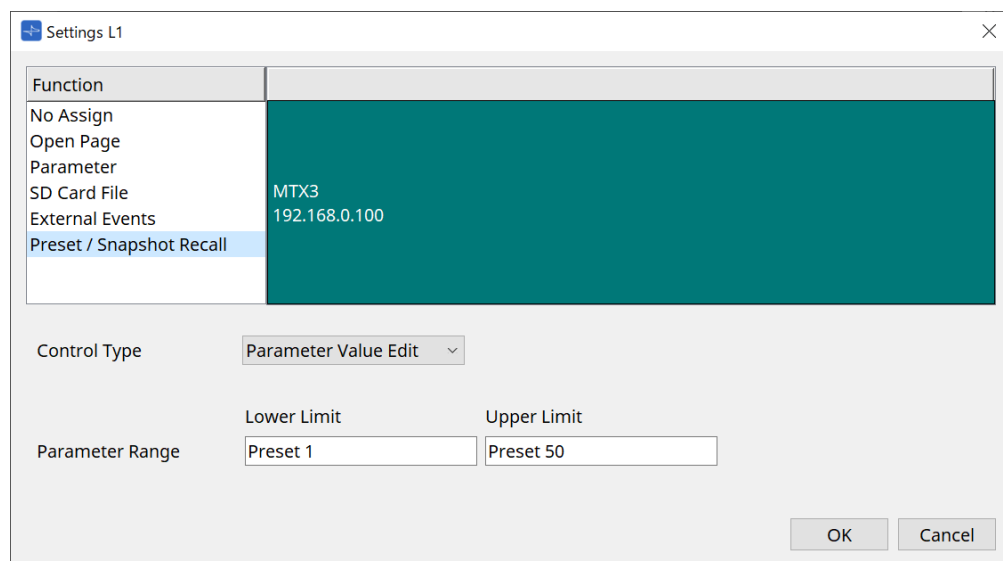 Settings L1
Function
No Assign
Open Page
Parameter
SD Card File
External Events
Preset / Snapshot Recall
MTX3
192.168.0.100
Control Type
Parameter Value Edit
Lower Limit
Upper Limit
Parameter Range
Preset 1
Preset 50
OK
Cancel